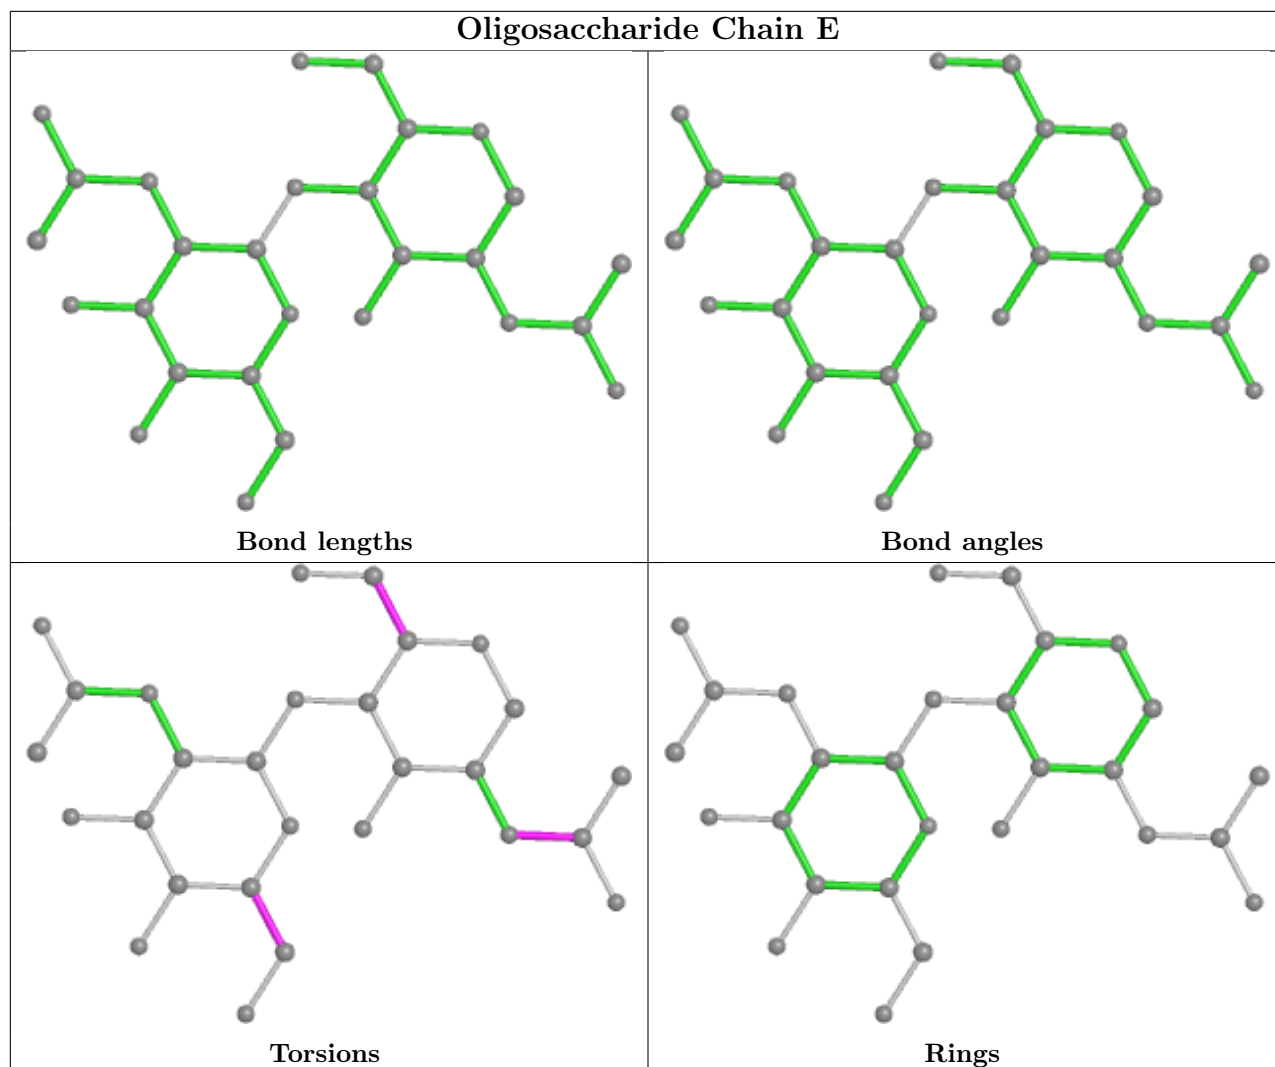 Oligosaccharide Chain E
Bond lengths
Bond angles
Torsions
Rings